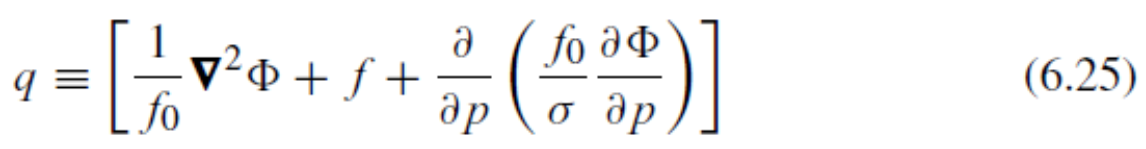 q ≡ [ 1/f₀ ∇²Φ + f + ∂/∂p ( f₀/σ ∂Φ/∂p ) ] (6.25)